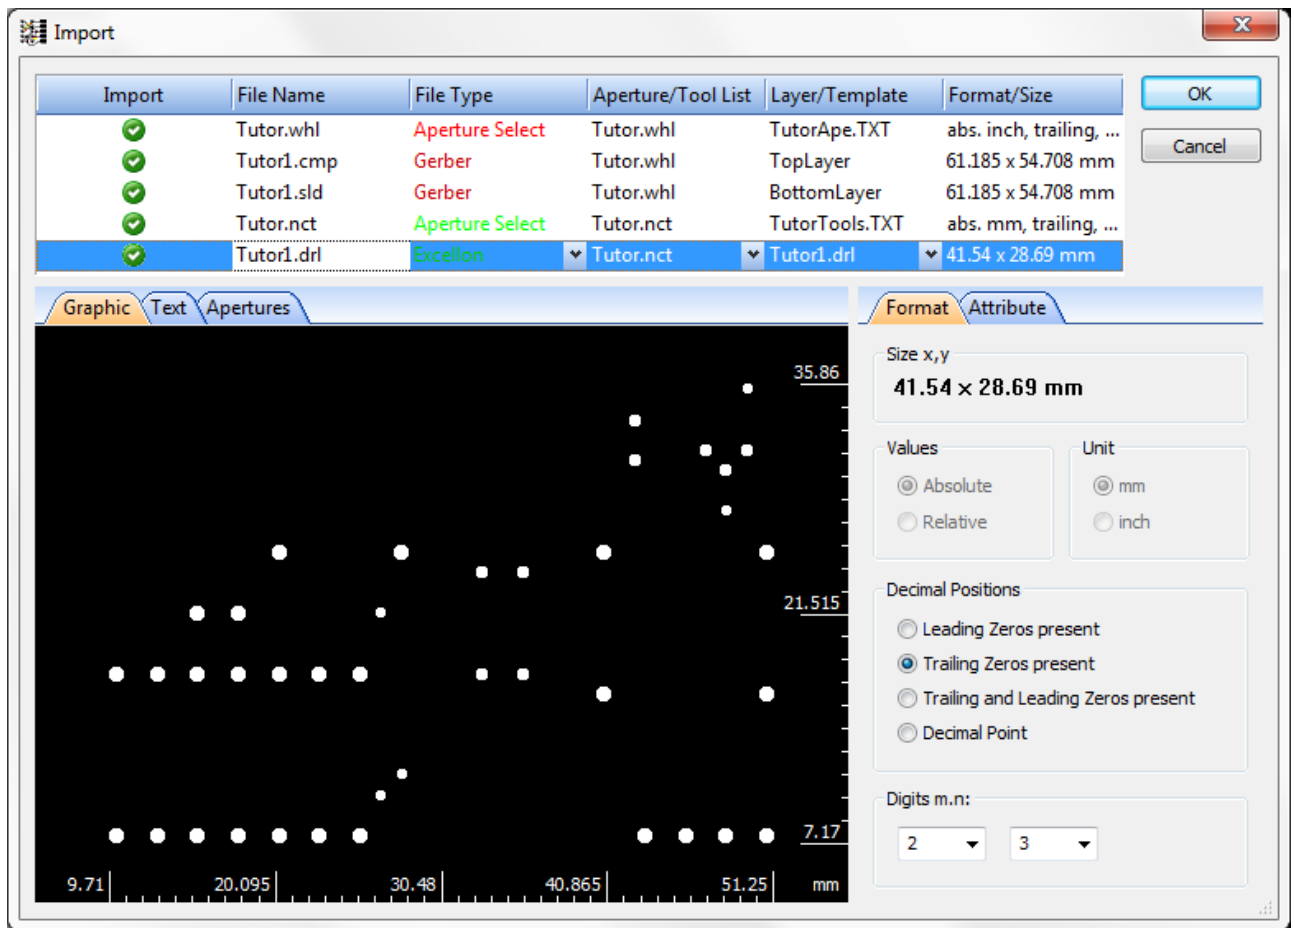 Import
Import File Name File Type Aperture/Tool List Layer/Template Format/Size
Tutor.whl Aperture Select Tutor.whl TutorApe.TXT abs. inch, trailing, ...
Tutor1.cmp Gerber Tutor.whl TopLayer 61.185 x 54.708 mm
Tutor1.sld Gerber Tutor.whl BottomLayer 61.185 x 54.708 mm
Tutor.nct Aperture Select Tutor.nct TutorTools.TXT abs. mm, trailing, ...
Tutor1.drl Excellon Tutor.nct Tutor1.drl 41.54 x 28.69 mm
OK
Cancel
Graphic Text Apertures
35.86
21.515
7.17
9.71 20.095 30.48 40.865 51.25 mm
Format Attribute
Size x,y
41.54 x 28.69 mm
Values
Absolute
Relative
Unit
mm
inch
Decimal Positions
Leading Zeros present
Trailing Zeros present
Trailing and Leading Zeros present
Decimal Point
Digits m.n:
2 3